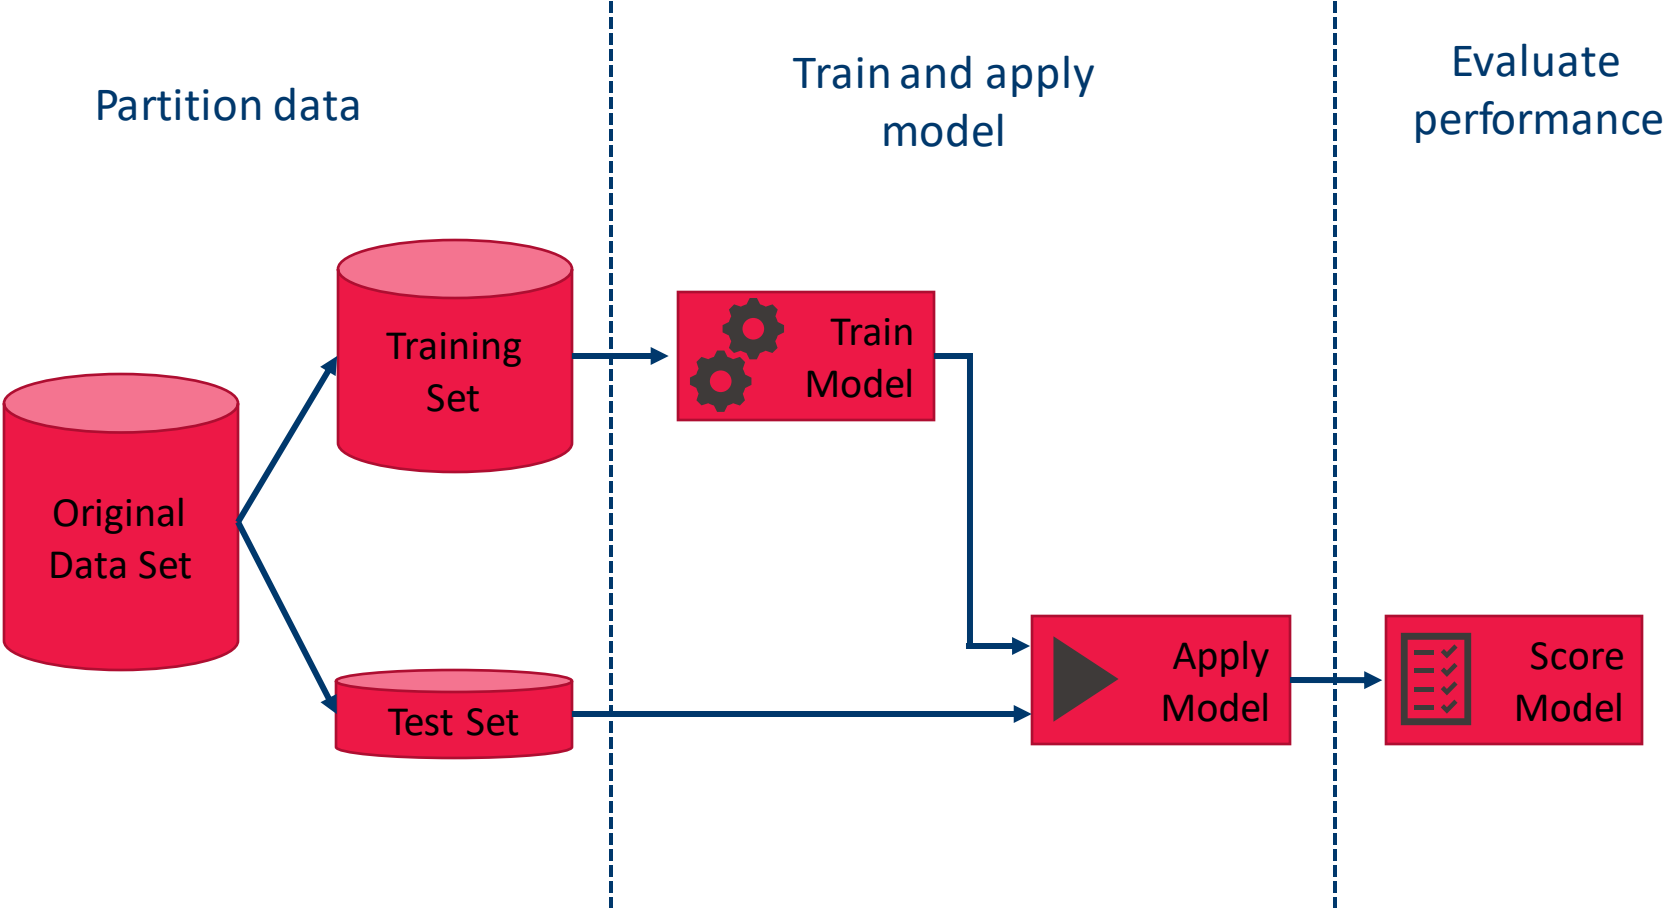 Partition data
Train and apply
model
Evaluate
performance
Original
Data Set
Training
Set
Test Set
Train
Model
Apply
Model
Score
Model